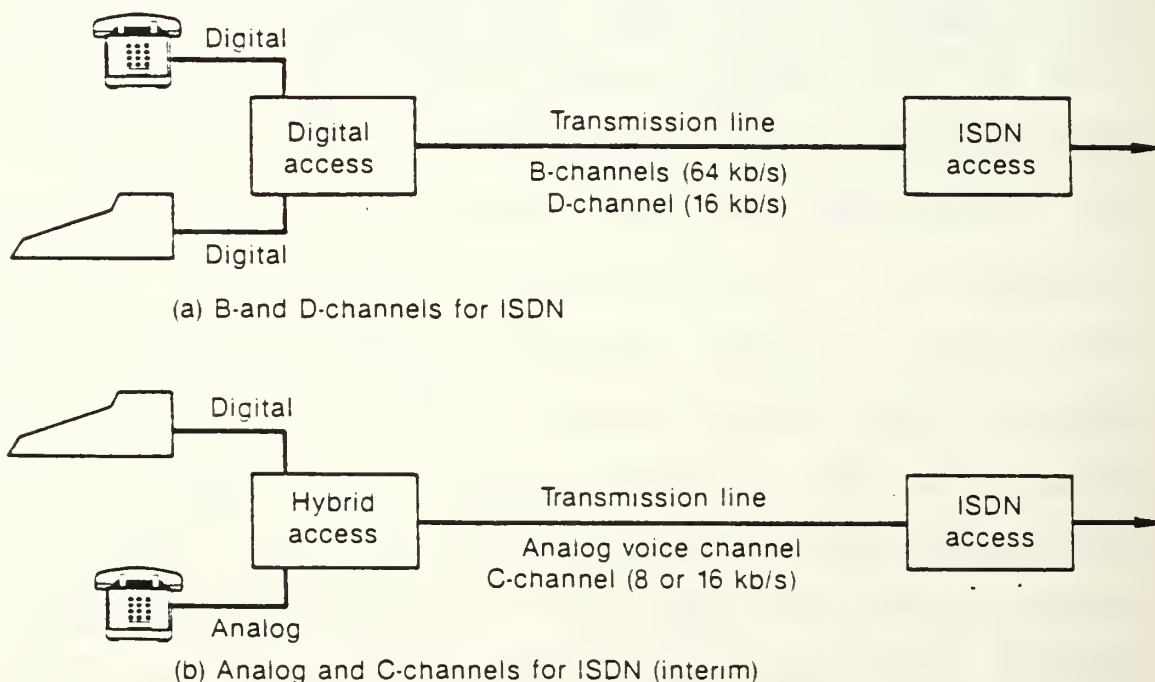 Digital
Digital
access
Digital
Transmission line
B-channels (64 kb/s)
D-channel (16 kb/s)
ISDN
access
(a) B-and D-channels for ISDN
Digital
Hybrid
access
Analog
Transmission line
Analog voice channel
C-channel (8 or 16 kb/s)
ISDN
access
(b) Analog and C-channels for ISDN (interim)